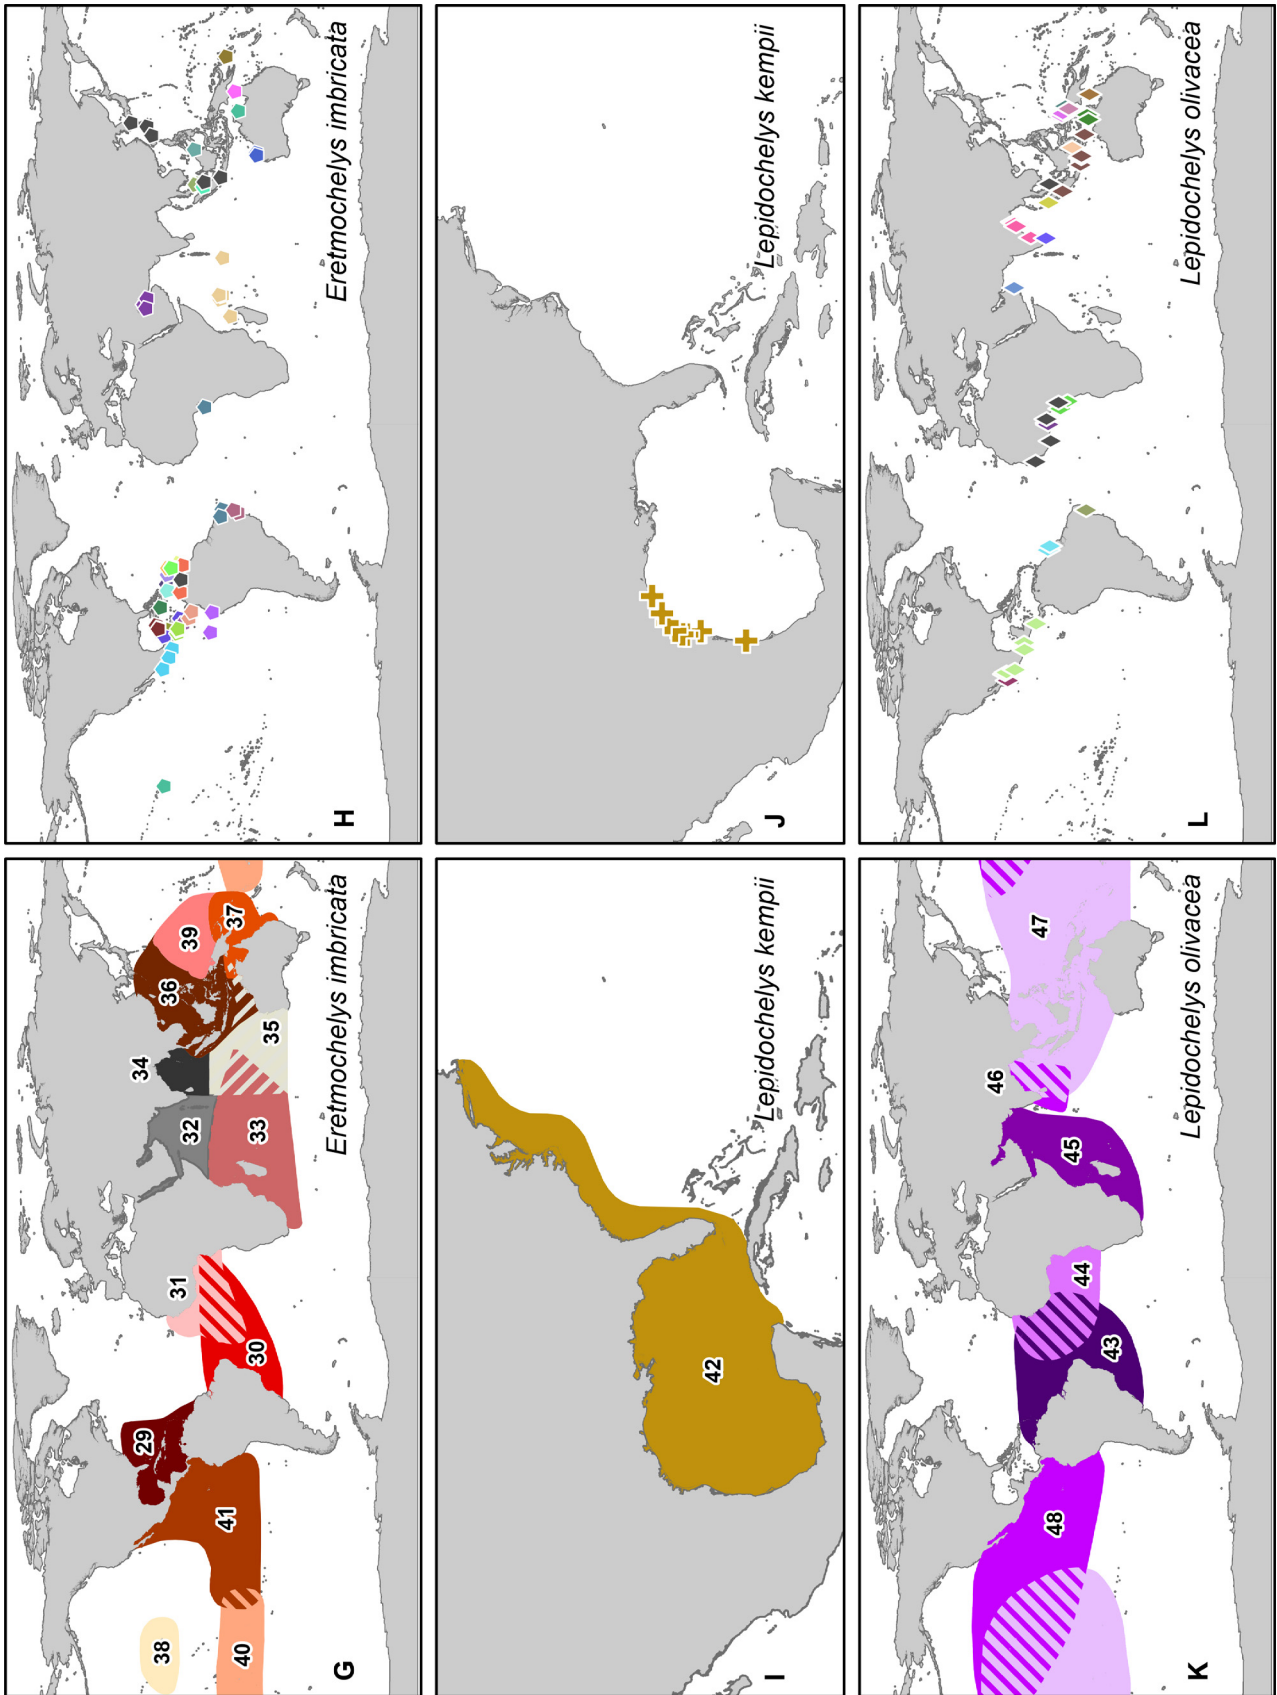 G
Eretmochelys imbricata
29
30
31
32
33
34
35
36
37
38
39
40
41
H
Eretmochelys imbricata
I
Lepidochelys kempii
42
J
Lepidochelys kempii
K
Lepidochelys olivacea
43
44
45
46
47
48
L
Lepidochelys olivacea